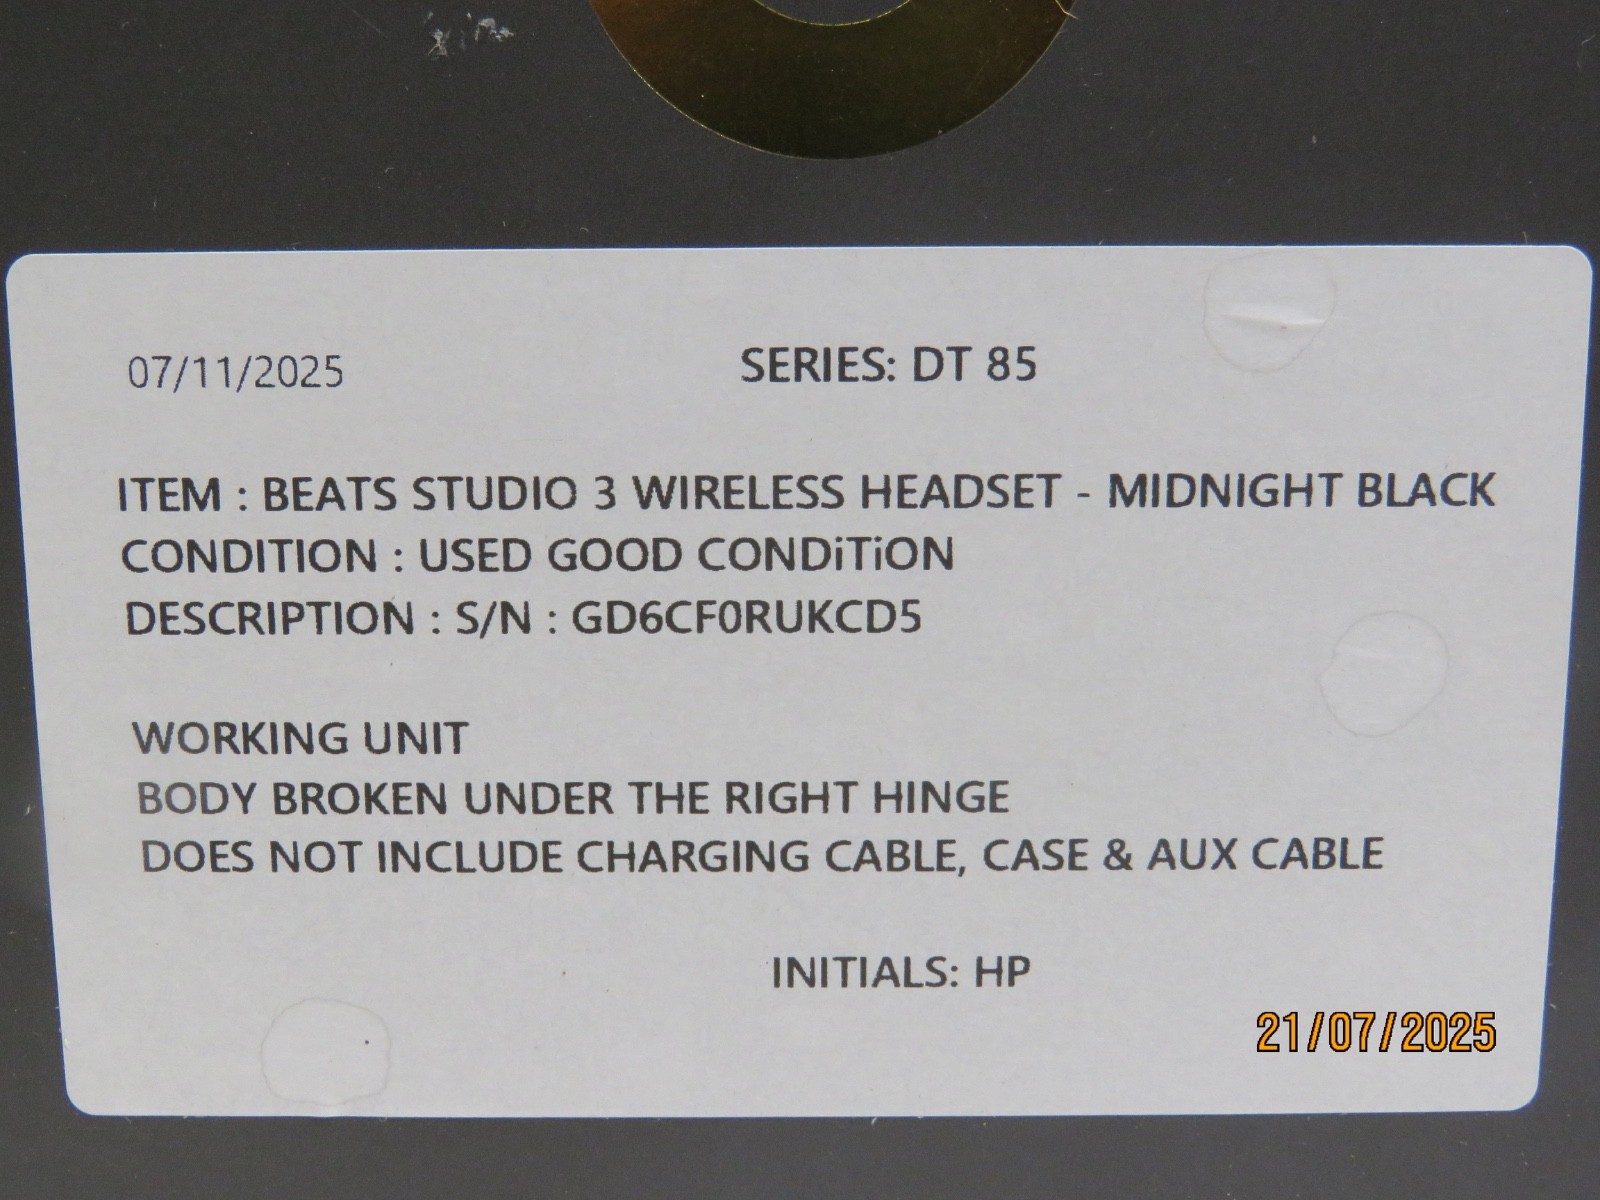 07/11/2025 SERIES: DT 85
ITEM : BEATS STUDIO 3 WIRELESS HEADSET - MIDNIGHT BLACK
CONDITION : USED GOOD CONDiTiON
DESCRIPTION : S/N : GD6CF0RUKCD5
WORKING UNIT
BODY BROKEN UNDER THE RIGHT HINGE
DOES NOT INCLUDE CHARGING CABLE, CASE & AUX CABLE
INITIALS: HP
21/07/2025